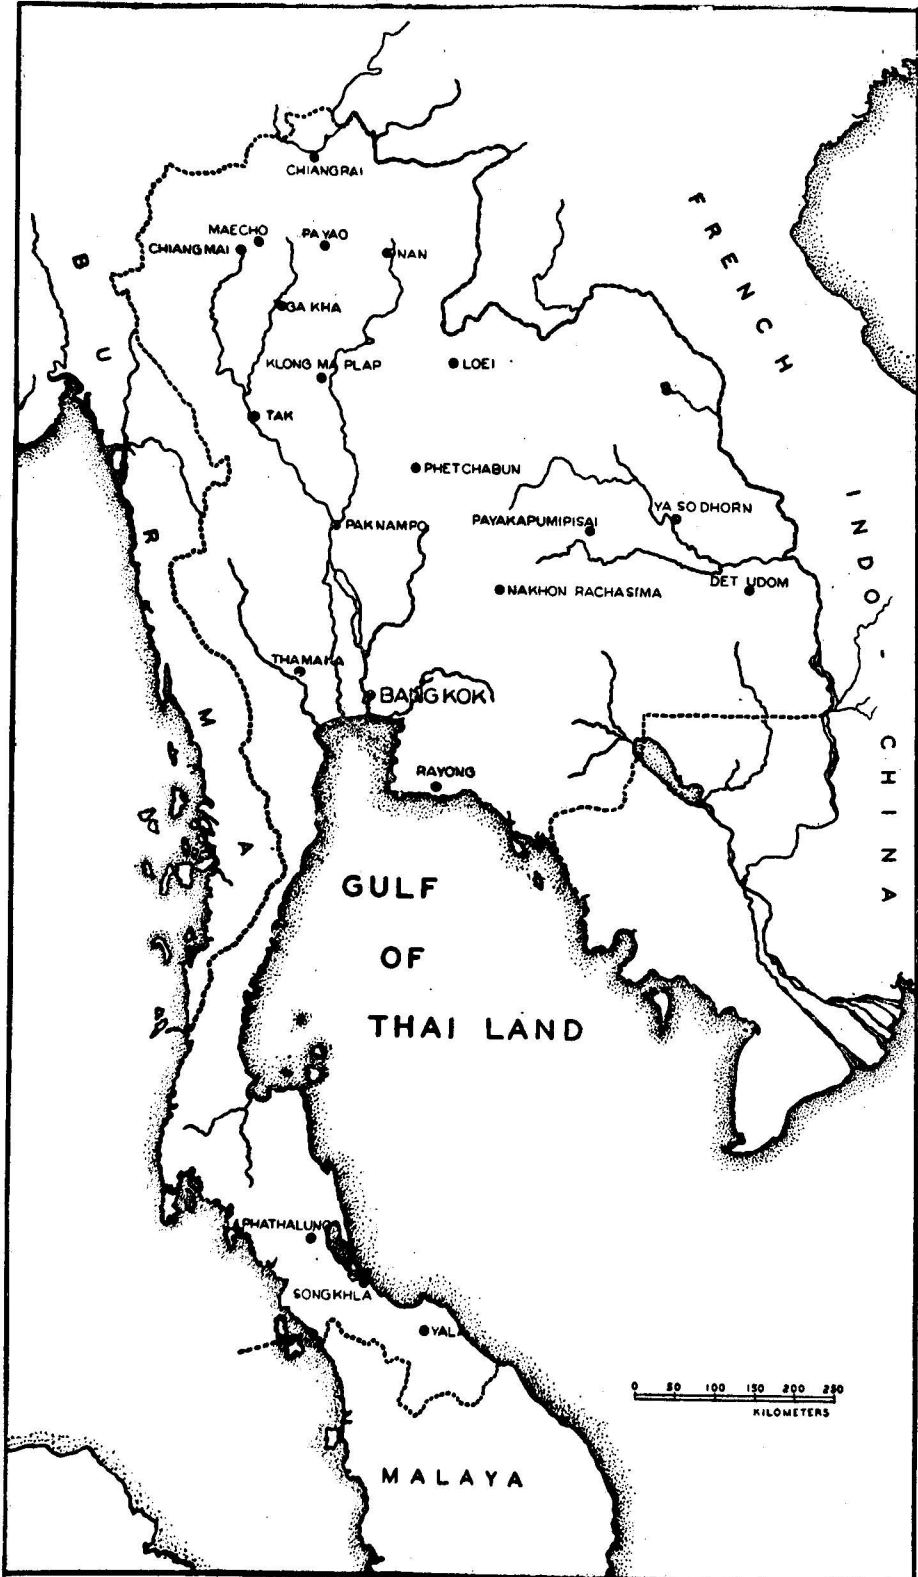 CHIANGRAI
MAECHO
PAYAO
CHIANGMAI
NAN
GA KHA
KLONG MA PLAP
LOEI
TAK
PHETCHABUN
PAKNAMPO
PAYAKAPUMIPISAI
YA SO DHORN
NAKHON RACHASIMA
DET UDOM
THAMAKA
BANGKOK
RAYONG
BURMA
FRENCH
INDO-CHINA
GULF
OF
THAI LAND
PHATHALUNG
SONGKHLA
YALA
0 50 100 150 200 250
KILOMETERS
MALAYA